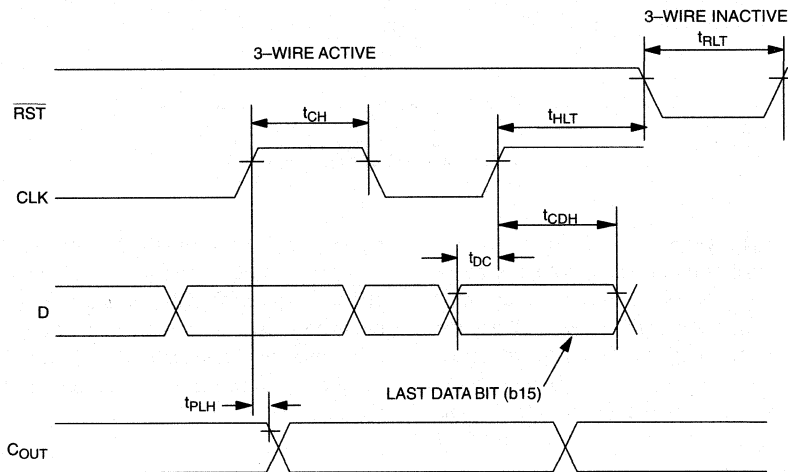 3–WIRE INACTIVE
tRLT
3–WIRE ACTIVE
RST
tCH
tHLT
CLK
tCDH
tDC
D
LAST DATA BIT (b15)
tPLH
COUT